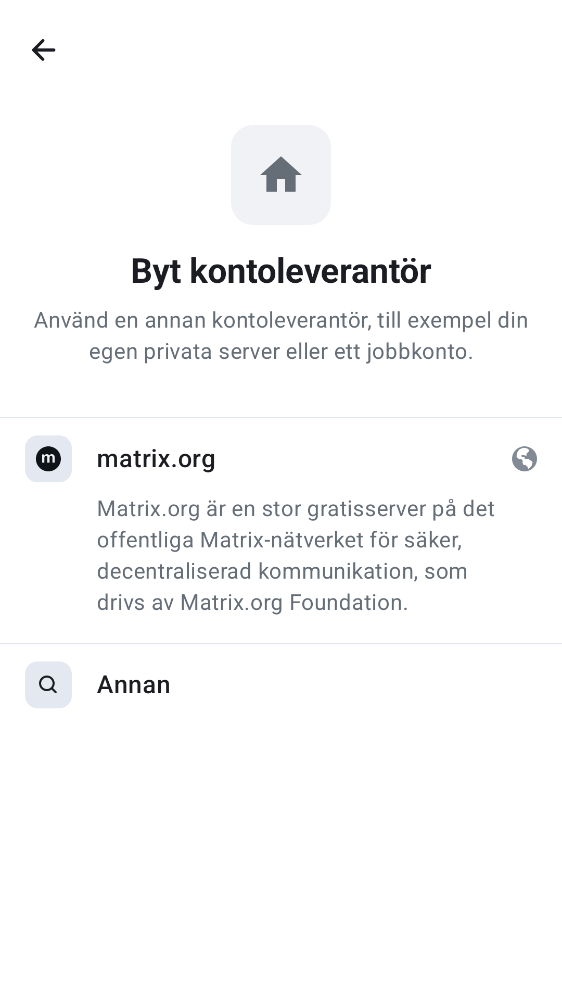 Byt kontoleverantör
Använd en annan kontoleverantör, till exempel din
egen privata server eller ett jobbkonto.
m
matrix.org
Matrix.org är en stor gratisserver på det
offentliga Matrix-nätverket för säker,
decentraliserad kommunikation, som
drivs av Matrix.org Foundation.
Annan